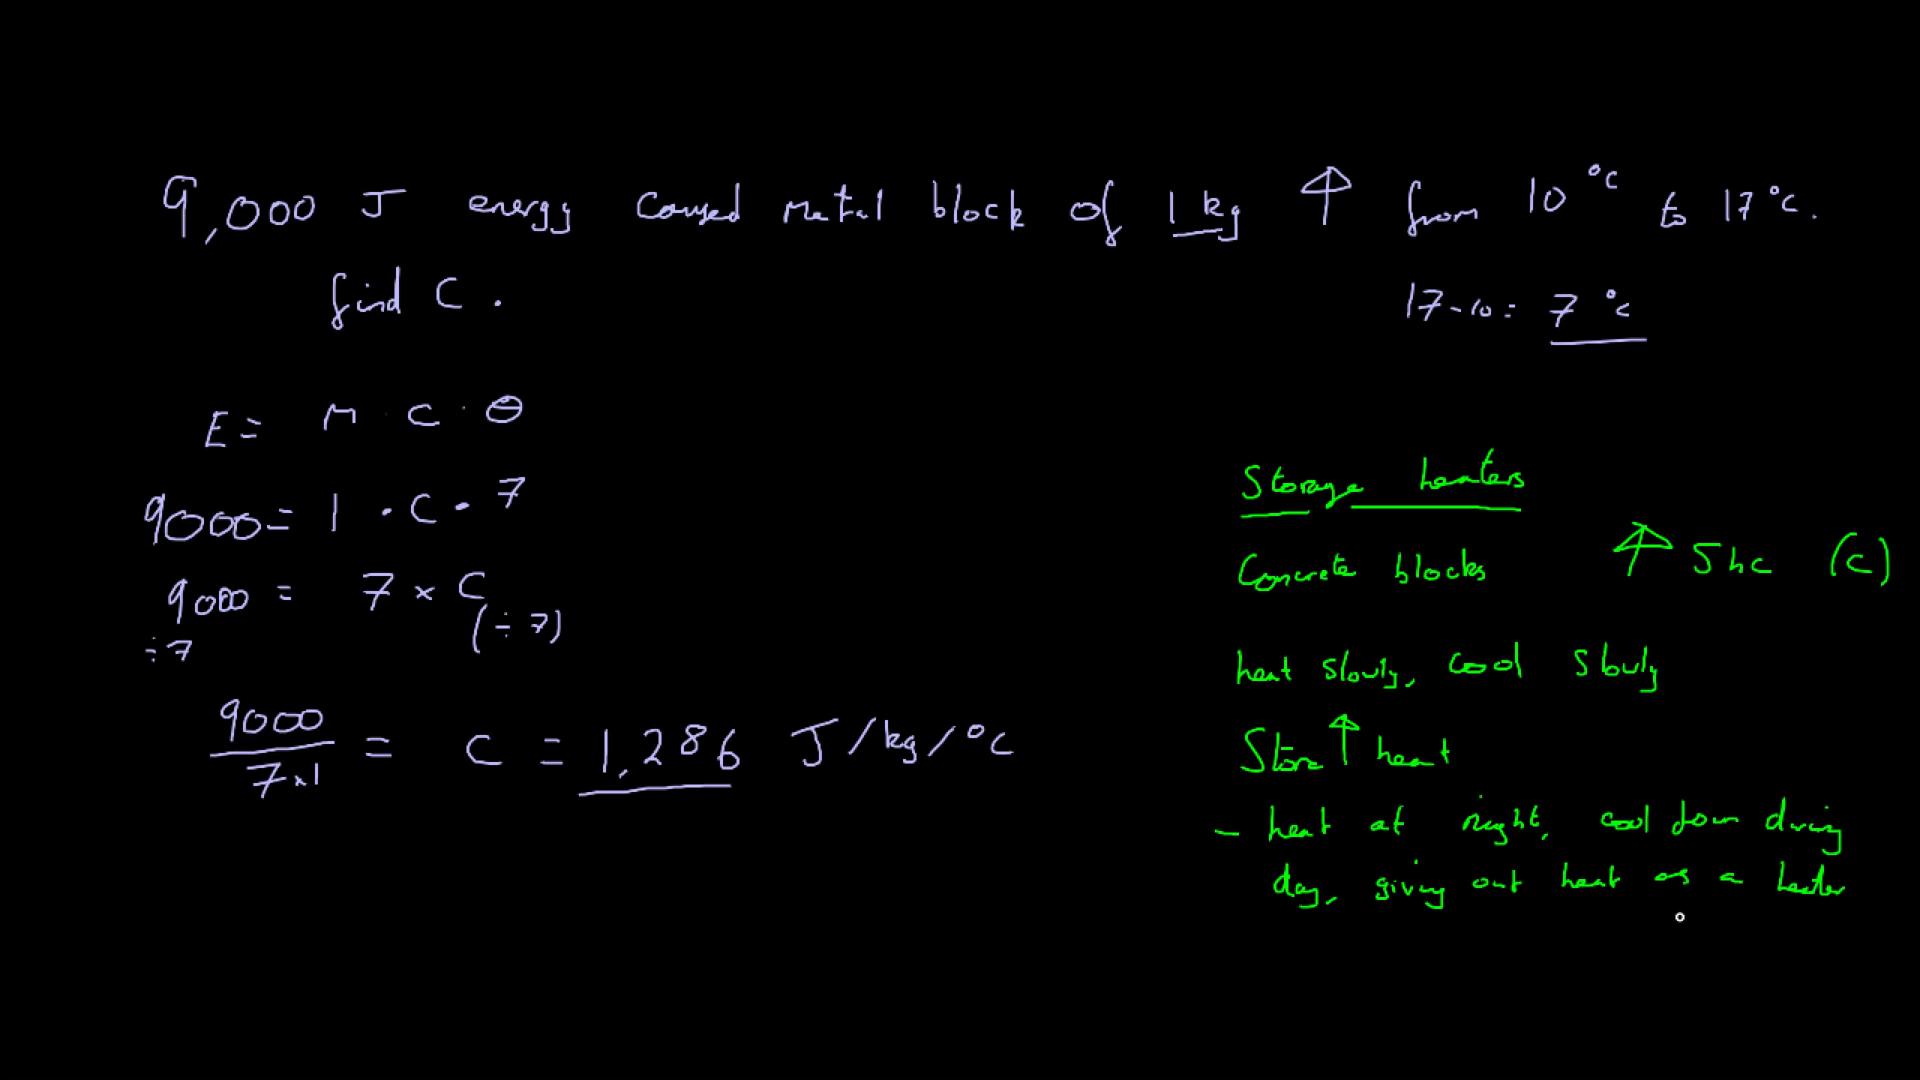 9,000 J energy caused metal block of 1 kg ↑ from 10 °c to 17 °c.
find C.
17-10= 7 °c
E = M · C · θ
9000 = 1 · C · 7
9000 = 7 × C
÷7 (÷ 7)
9000
7×1 = C = 1,286 J/kg/°C
Storage heaters
Concrete blocks ↑ Shc (C)
heat slowly, cool slowly
Store ↑ heat
- heat at night, cool down during
day, giving out heat as a heater